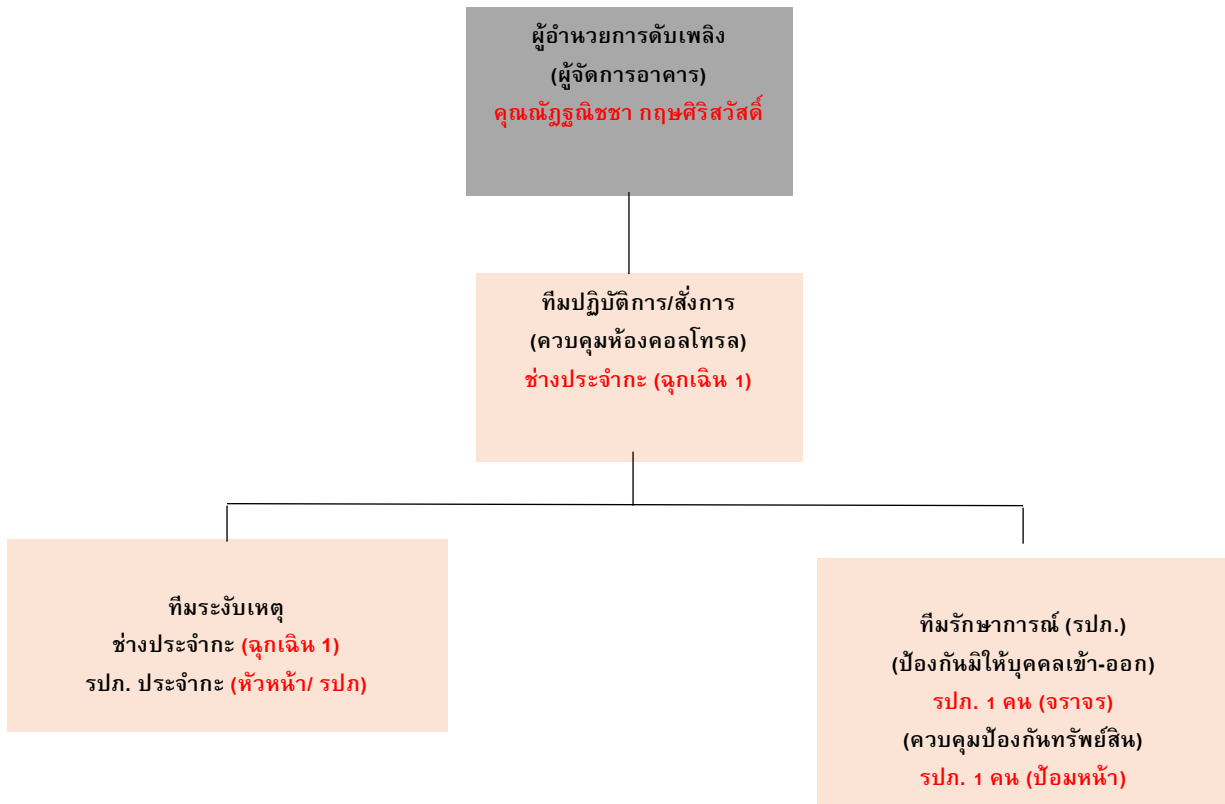 ผู้อำนวยการดับเพลิง
(ผู้จัดการอาคาร)
คุณณัฎฐณิชชา กฤษศิริสวัสดิ์
ทีมปฏิบัติการ/สั่งการ
(ควบคุมห้องคอลโทรล)
ช่างประจำกะ (ฉุกเฉิน 1)
ทีมระงับเหตุ
ช่างประจำกะ (ฉุกเฉิน 1)
รปภ. ประจำกะ (หัวหน้า/ รปภ)
ทีมรักษาการณ์ (รปภ.)
(ป้องกันมิให้บุคคลเข้า-ออก)
รปภ. 1 คน (จราจร)
(ควบคุมป้องกันทรัพย์สิน)
รปภ. 1 คน (ป้อมหน้า)